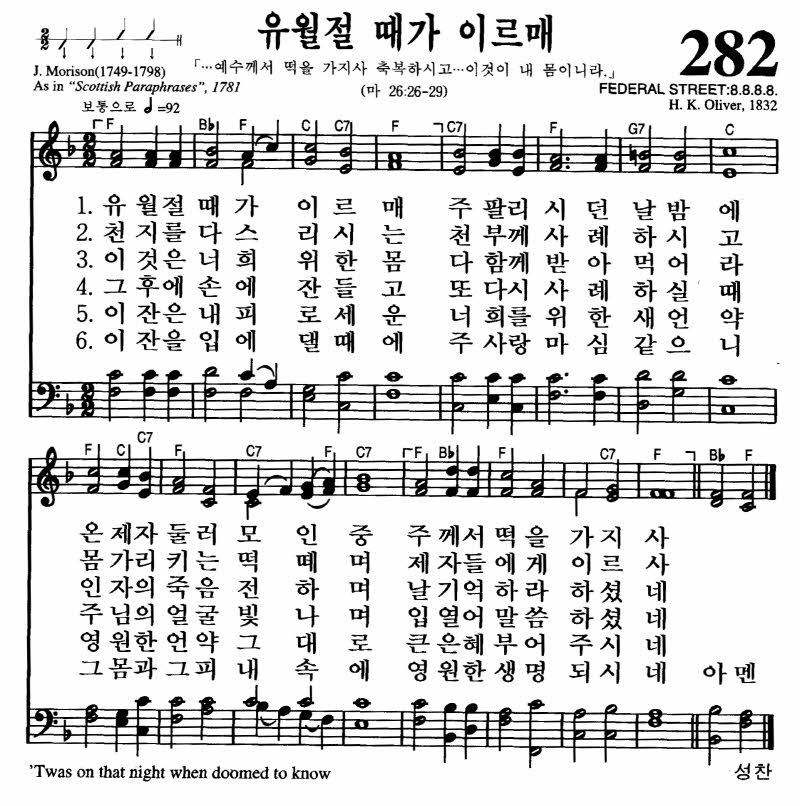 유월절 때가 이르매
282
J. Morison(1749-1798)
As in "Scottish Paraphrases", 1781
「…예수께서 떡을 가지사 축복하시고…이것이 내 몸이니라.」
(마 26:26-29)
FEDERAL STREET:8.8.8.8.
H. K. Oliver, 1832
보통으로 ♩=92
F B♭ F C C7 F C7 F G7 C
1. 유 월절 때 가 이 르 매 주 팔리 시 던 날 밤 에
2. 천 지를 다 스 리 시 는 천 부께 사 례 하 시 고
3. 이 것은 너 희 위 한 몸 다 함께 받 아 먹 어 라
4. 그 후에 손 에 잔 들 고 또 다시 사 례 하 실 때
5. 이 잔은 내 피 로 세 운 너 희를 위 한 새 언 약
6. 이 잔을 입 에 댈 때 에 주 사랑 마 심 같 으 니
F C C7 F C7 F C7 F B♭ F C7 F B♭ F
온 제자 둘 러 모 인 중 주 께서 떡 을 가 지 사
몸 가리 키 는 떡 떼 며 제 자들 에 게 이 르 사
인 자의 죽 음 전 하 며 날 기억 하 라 하 셨 네
주 님의 얼 굴 빛 나 며 입 열어 말 씀 하 셨 네
영 원한 언 약 그 대 로 큰 은혜 부 어 주 시 네
그 몸과 그 피 내 속 에 영 원한 생 명 되 시 네 아 멘
'Twas on that night when doomed to know
성찬